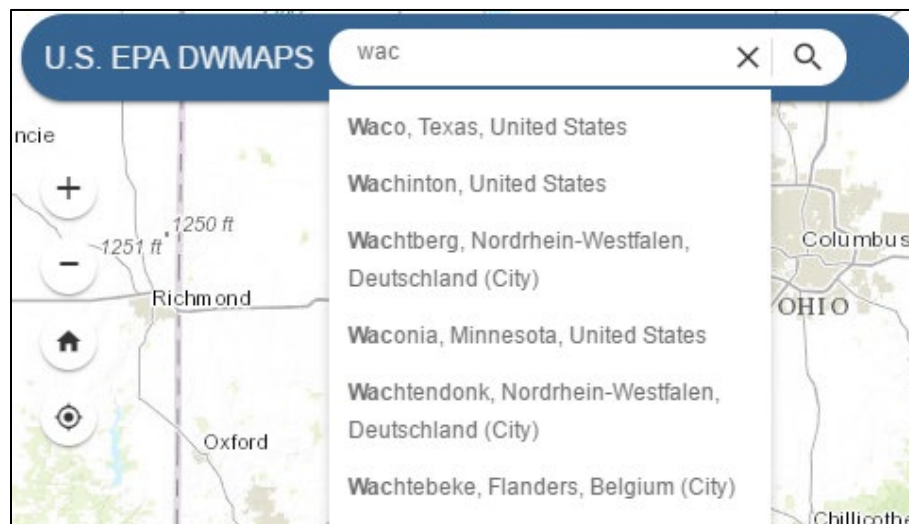 U.S. EPA DWMAPS
wac
Waco, Texas, United States
Wachinton, United States
Wachtberg, Nordrhein-Westfalen,
Deutschland (City)
Waconia, Minnesota, United States
Wachtendonk, Nordrhein-Westfalen,
Deutschland (City)
Wachtebeke, Flanders, Belgium (City)
ncie
1250 ft
1251 ft
Richmond
Oxford
Columbus
OHIO
Chillicothe